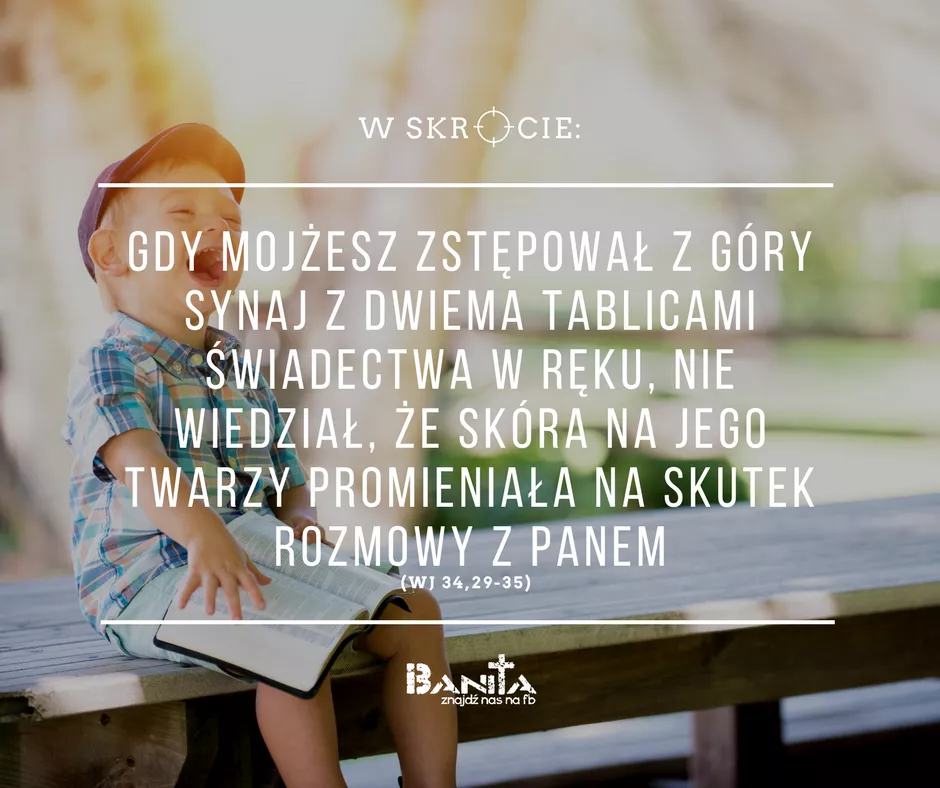 W SKRÓCIE:
GDY MOJŻESZ ZSTĘPOWAŁ Z GÓRY
SYNAJ Z DWIEMA TABLICAMI
ŚWIADECTWA W RĘKU, NIE
WIEDZIAŁ, ŻE SKÓRA NA JEGO
TWARZY PROMIENIAŁA NA SKUTEK
ROZMOWY Z PANEM
(WJ 34,29-35)
BANITA
znajdź nas na fb